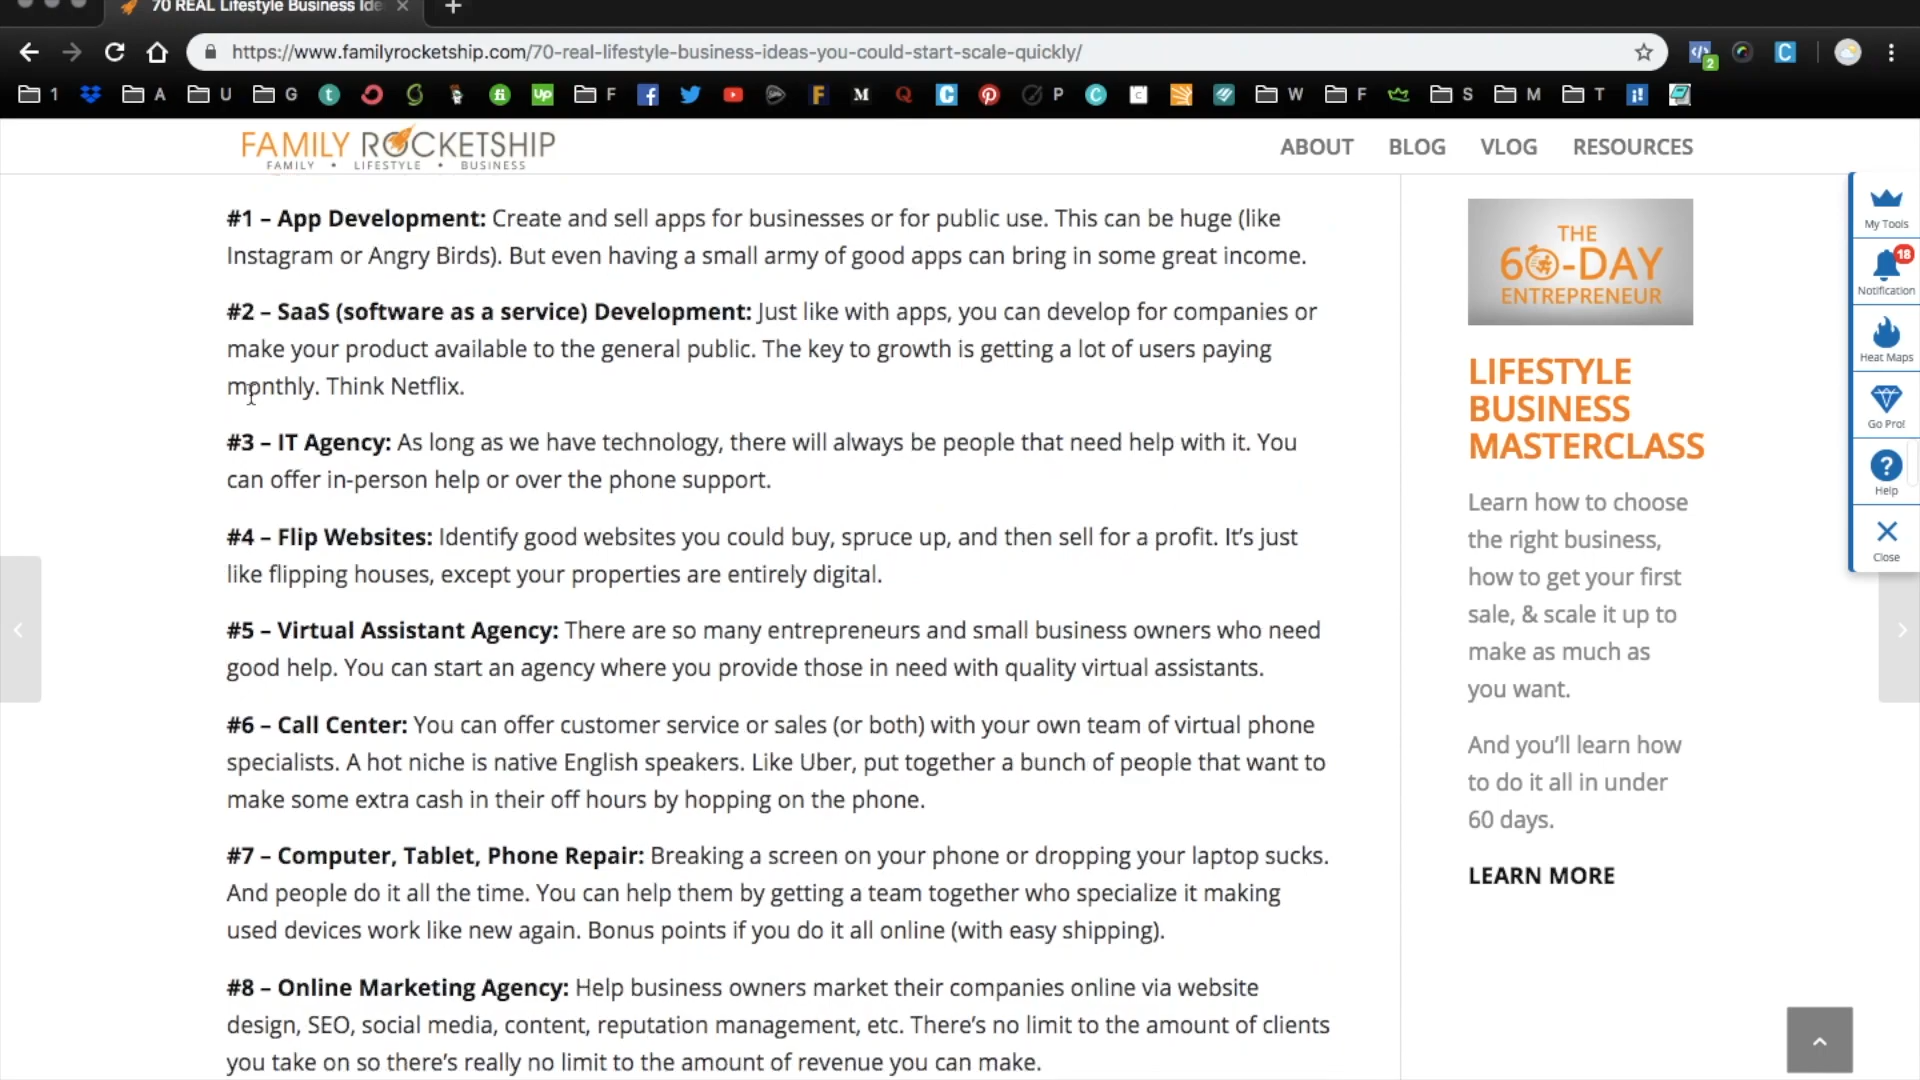 70 REAL Lifestyle Business Ide
https://www.familyrocketship.com/70-real-lifestyle-business-ideas-you-could-start-scale-quickly/
2
1 A U G Up F F M Q C P C C W F S M T i!
FAMILY ROCKETSHIP
FAMILY • LIFESTYLE • BUSINESS
ABOUT BLOG VLOG RESOURCES
#1 – App Development: Create and sell apps for businesses or for public use. This can be huge (like
Instagram or Angry Birds). But even having a small army of good apps can bring in some great income.
#2 – SaaS (software as a service) Development: Just like with apps, you can develop for companies or
make your product available to the general public. The key to growth is getting a lot of users paying
monthly. Think Netflix.
#3 – IT Agency: As long as we have technology, there will always be people that need help with it. You
can offer in-person help or over the phone support.
#4 – Flip Websites: Identify good websites you could buy, spruce up, and then sell for a profit. It’s just
like flipping houses, except your properties are entirely digital.
#5 – Virtual Assistant Agency: There are so many entrepreneurs and small business owners who need
good help. You can start an agency where you provide those in need with quality virtual assistants.
#6 – Call Center: You can offer customer service or sales (or both) with your own team of virtual phone
specialists. A hot niche is native English speakers. Like Uber, put together a bunch of people that want to
make some extra cash in their off hours by hopping on the phone.
#7 – Computer, Tablet, Phone Repair: Breaking a screen on your phone or dropping your laptop sucks.
And people do it all the time. You can help them by getting a team together who specialize it making
used devices work like new again. Bonus points if you do it all online (with easy shipping).
#8 – Online Marketing Agency: Help business owners market their companies online via website
design, SEO, social media, content, reputation management, etc. There’s no limit to the amount of clients
you take on so there’s really no limit to the amount of revenue you can make.
THE
60-DAY
ENTREPRENEUR
LIFESTYLE
BUSINESS
MASTERCLASS
Learn how to choose
the right business,
how to get your first
sale, & scale it up to
make as much as
you want.
And you’ll learn how
to do it all in under
60 days.
LEARN MORE
My Tools
18
Notification
Heat Maps
Go Pro!
Help
Close